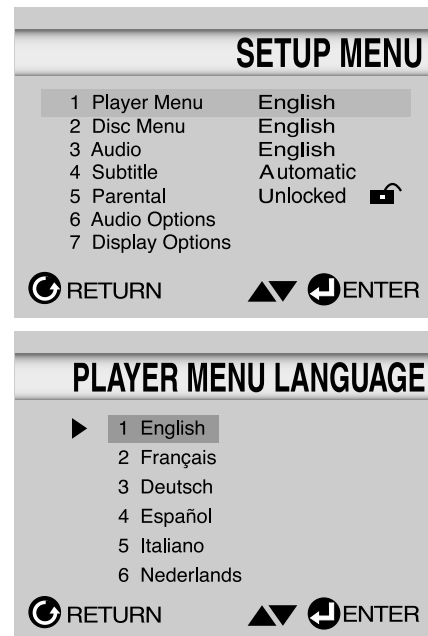 SETUP MENU
1 Player Menu English
2 Disc Menu English
3 Audio English
4 Subtitle Automatic
5 Parental Unlocked
6 Audio Options
7 Display Options
RETURN ENTER
PLAYER MENU LANGUAGE
1 English
2 Français
3 Deutsch
4 Español
5 Italiano
6 Nederlands
RETURN ENTER